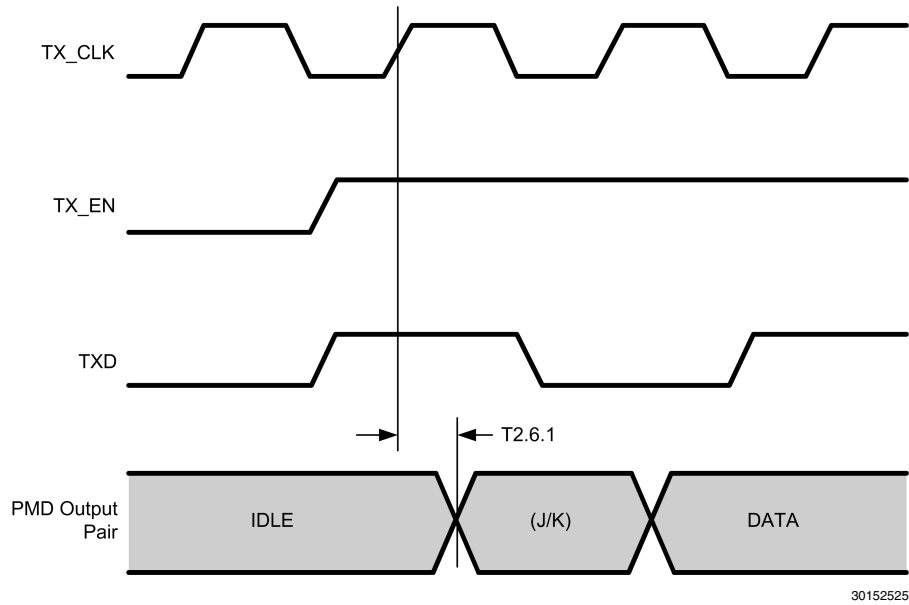 TX_CLK
TX_EN
TXD
T2.6.1
PMD Output
Pair
IDLE
(J/K)
DATA
30152525